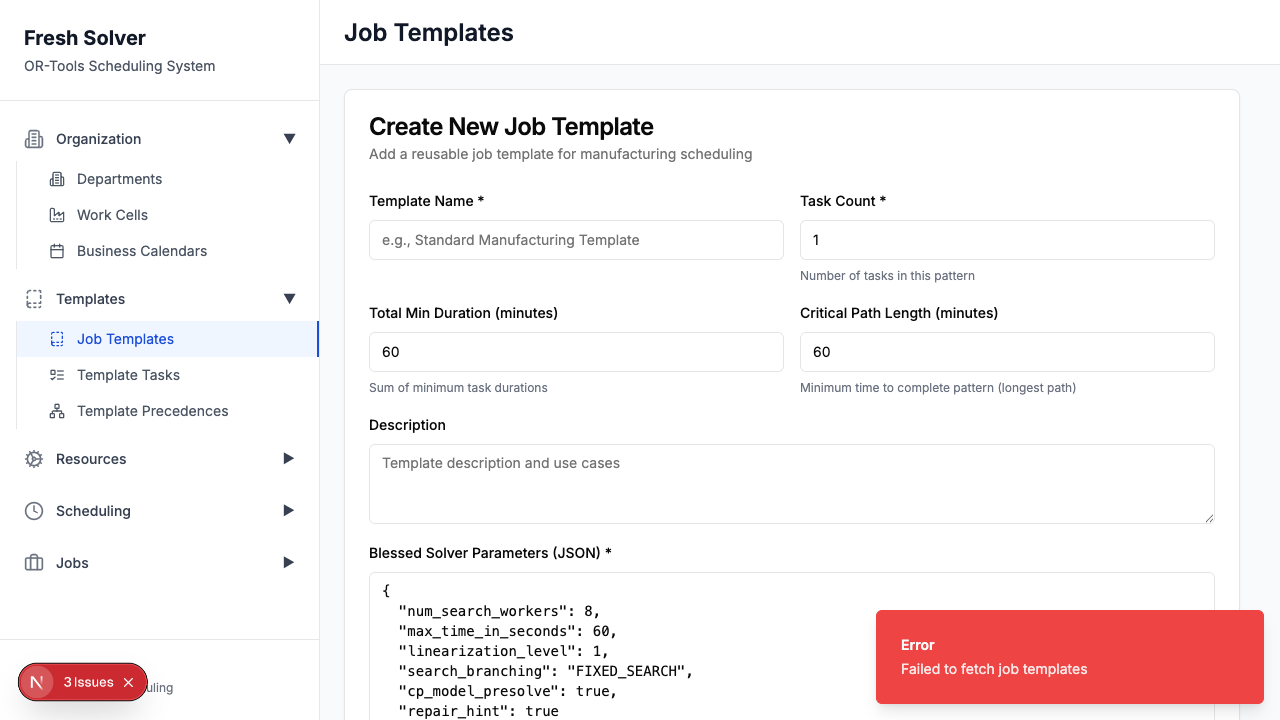 Fresh Solver
OR-Tools Scheduling System
Organization
Departments
Work Cells
Business Calendars
Templates
Job Templates
Template Tasks
Template Precedences
Resources
Scheduling
Jobs
N
3 Issues
Job Templates
Create New Job Template
Add a reusable job template for manufacturing scheduling
Template Name *
e.g., Standard Manufacturing Template
Task Count *
1
Number of tasks in this pattern
Total Min Duration (minutes)
60
Sum of minimum task durations
Critical Path Length (minutes)
60
Minimum time to complete pattern (longest path)
Description
Template description and use cases
Blessed Solver Parameters (JSON) *
{
"num_search_workers": 8,
"max_time_in_seconds": 60,
"linearization_level": 1,
"search_branching": "FIXED_SEARCH",
"cp_model_presolve": true,
"repair_hint": true
Error
Failed to fetch job templates